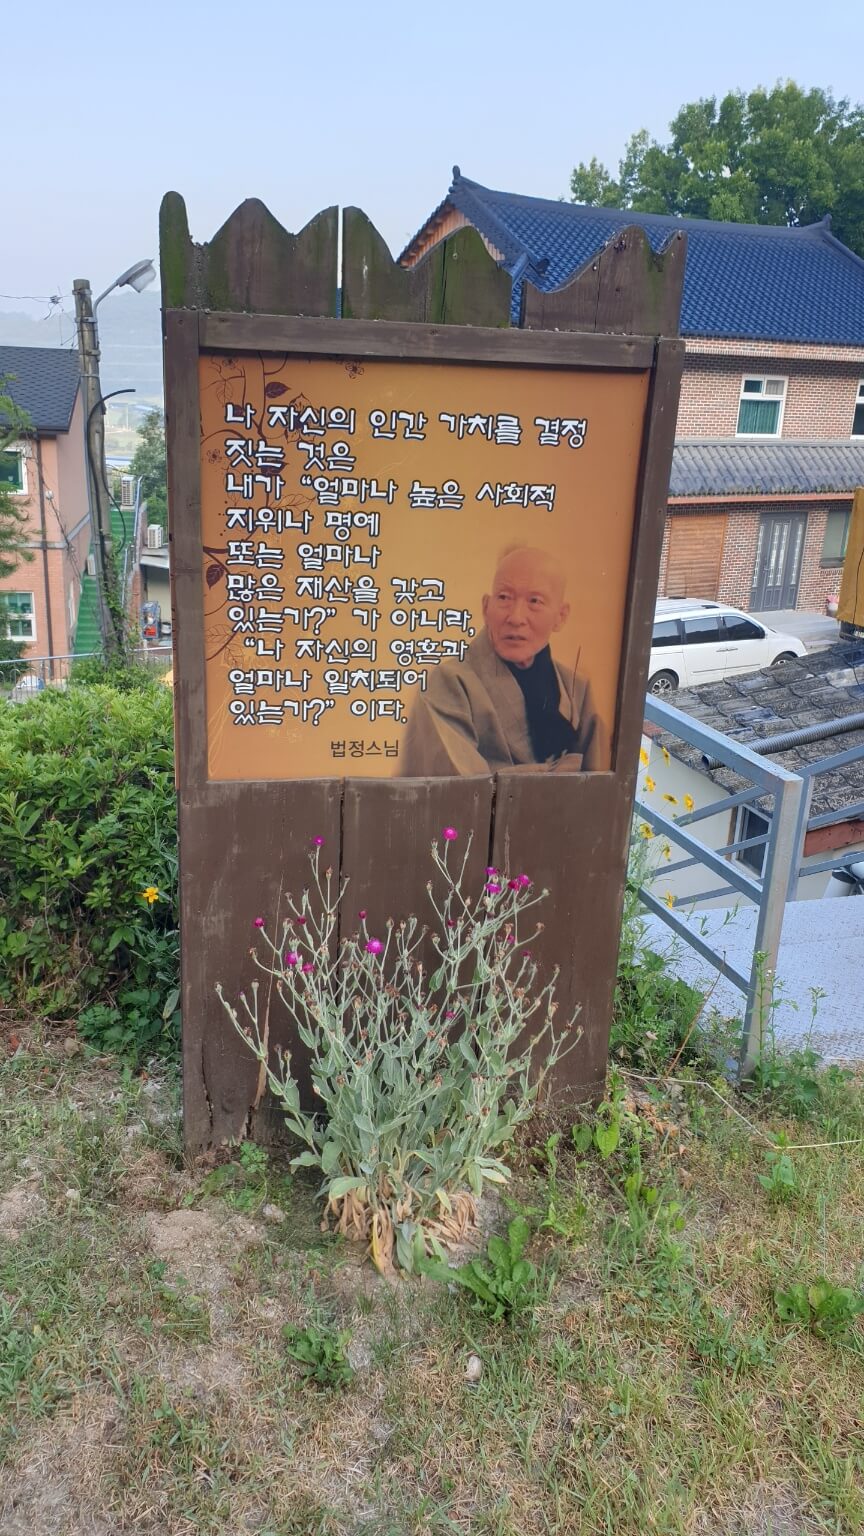 나 자신의 인간 가치를 결정
짓는 것은
내가 “얼마나 높은 사회적
지위나 명예
또는 얼마나
많은 재산을 갖고
있는가?” 가 아니라,
“나 자신의 영혼과
얼마나 일치되어
있는가?” 이다.
법정스님